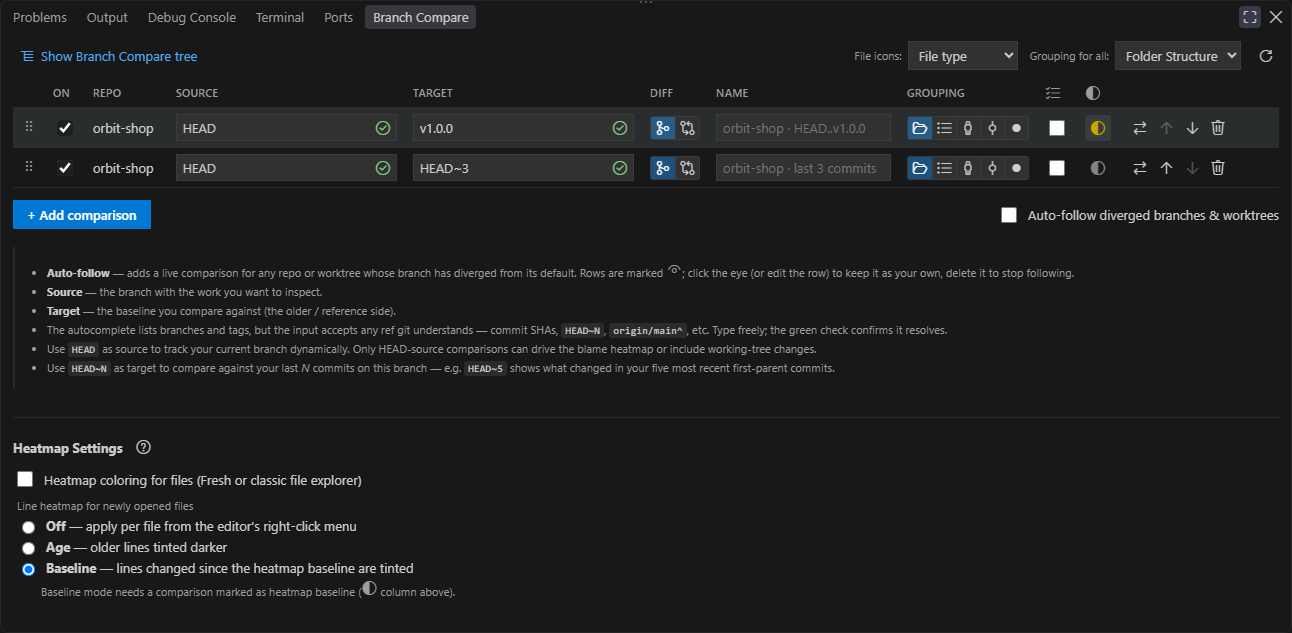 Problems Output Debug Console Terminal Ports Branch Compare
Show Branch Compare tree File icons: File type Grouping for all: Folder Structure
ON REPO SOURCE TARGET DIFF NAME GROUPING
orbit-shop HEAD v1.0.0 orbit-shop · HEAD..v1.0.0
orbit-shop HEAD HEAD~3 orbit-shop · last 3 commits
+ Add comparison Auto-follow diverged branches & worktrees
• Auto-follow — adds a live comparison for any repo or worktree whose branch has diverged from its default. Rows are marked ; click the eye (or edit the row) to keep it as your own, delete it to stop following.
• Source — the branch with the work you want to inspect.
• Target — the baseline you compare against (the older / reference side).
• The autocomplete lists branches and tags, but the input accepts any ref git understands — commit SHAs, HEAD~N, origin/main^, etc. Type freely; the green check confirms it resolves.
• Use HEAD as source to track your current branch dynamically. Only HEAD-source comparisons can drive the blame heatmap or include working-tree changes.
• Use HEAD~N as target to compare against your last N commits on this branch — e.g. HEAD~5 shows what changed in your five most recent first-parent commits.
Heatmap Settings ?
Heatmap coloring for files (Fresh or classic file explorer)
Line heatmap for newly opened files
Off — apply per file from the editor's right-click menu
Age — older lines tinted darker
Baseline — lines changed since the heatmap baseline are tinted
Baseline mode needs a comparison marked as heatmap baseline ( column above).